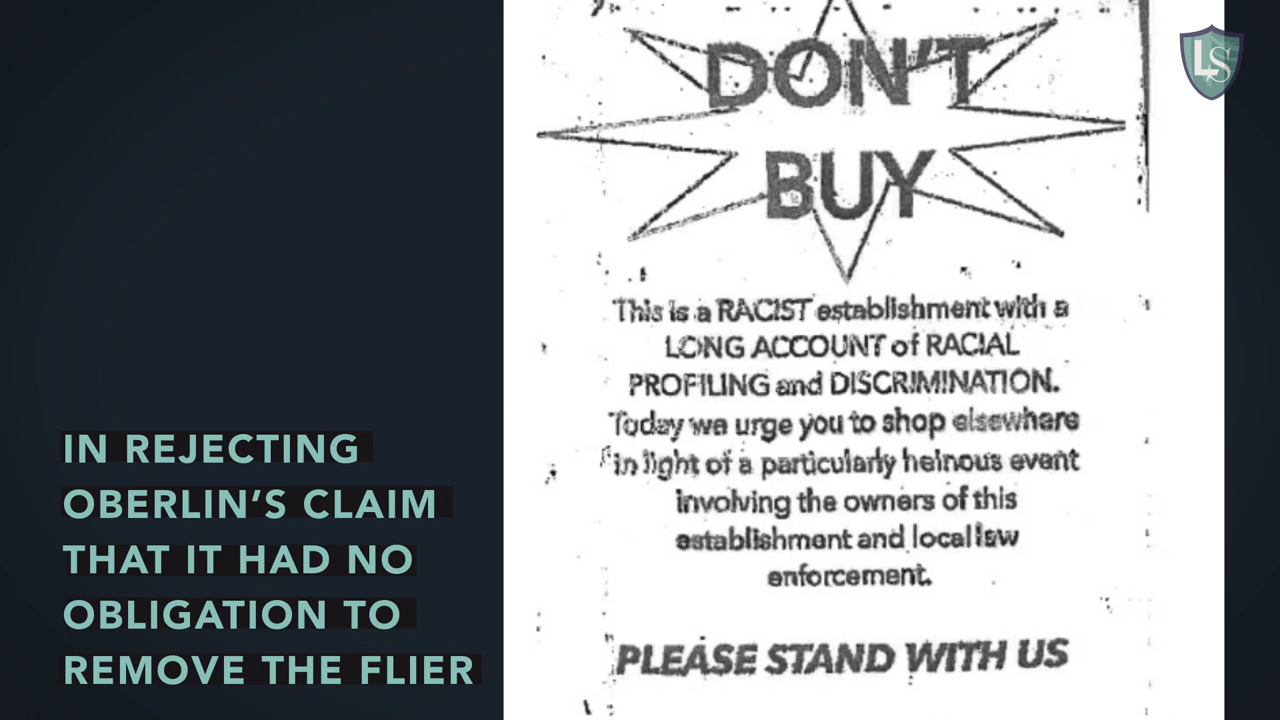 IN REJECTING
OBERLIN'S CLAIM
THAT IT HAD NO
OBLIGATION TO
REMOVE THE FLIER
DON'T
BUY
This is a RACIST establishment with a
LONG ACCOUNT of RACIAL
PROFILING and DISCRIMINATION.
Today we urge you to shop elsewhere
in light of a particularly heinous event
involving the owners of this
establishment and local law
enforcement.
PLEASE STAND WITH US
LS